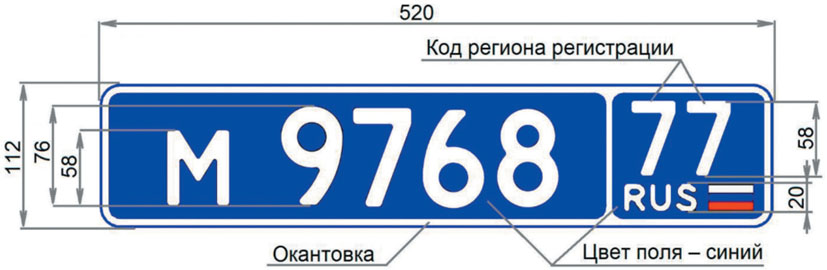 520
Код региона регистрации
112
76
58
М 9768
77
RUS
58
20
Окантовка
Цвет поля – синий